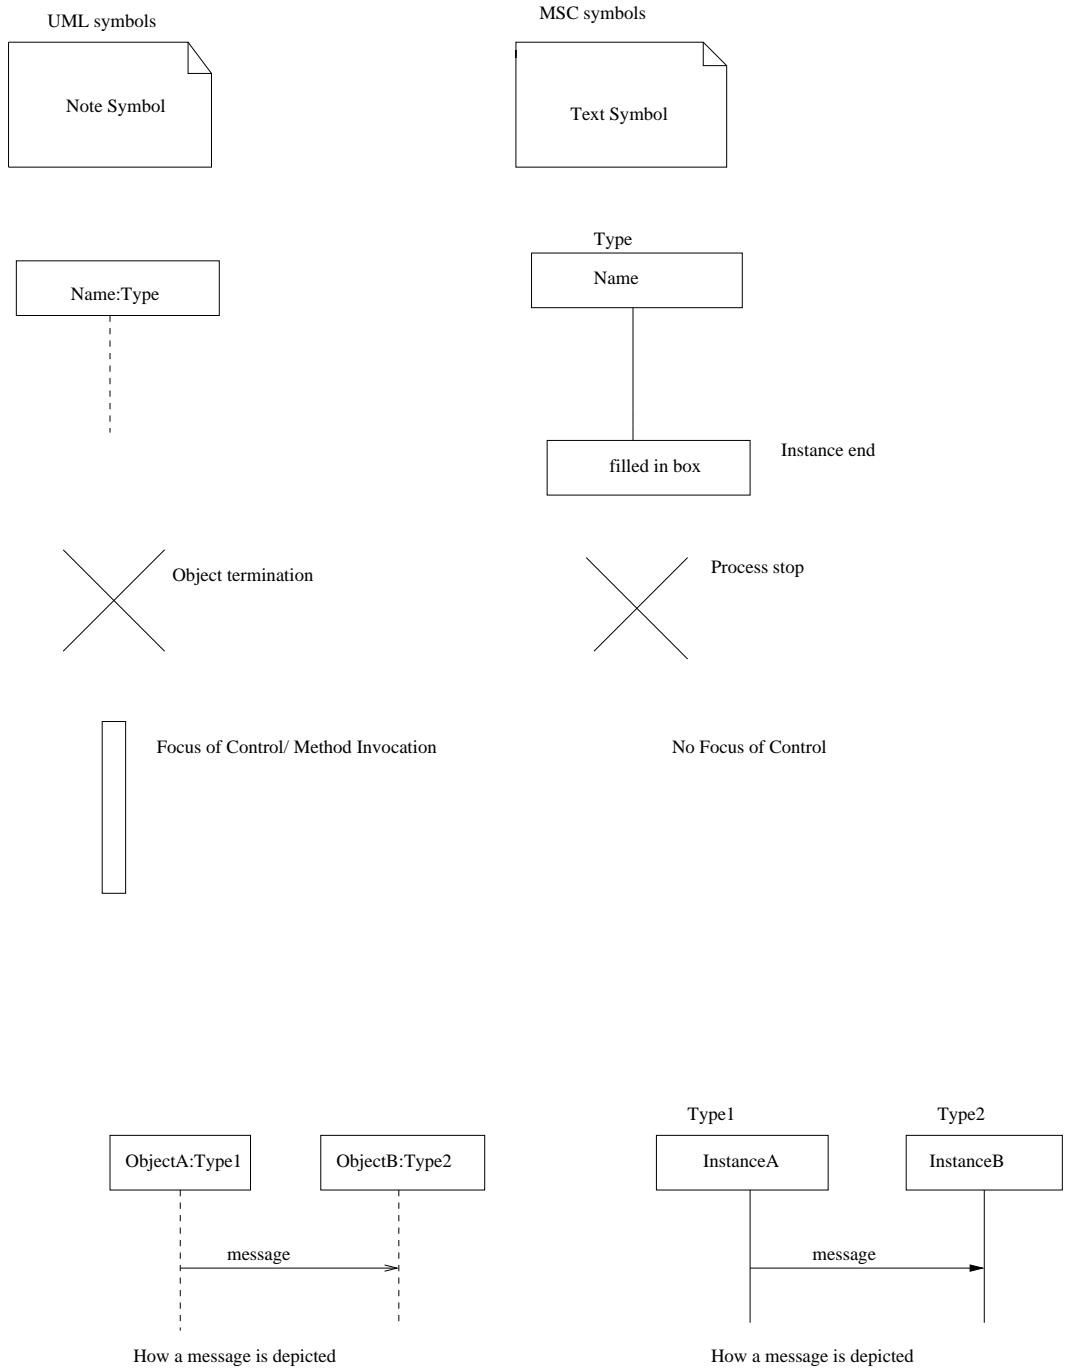 UML symbols
MSC symbols
Note Symbol
Text Symbol
Type
Name:Type
Name
Instance end
filled in box
Object termination
Process stop
Focus of Control/ Method Invocation
No Focus of Control
Type1
Type2
ObjectA:Type1
ObjectB:Type2
InstanceA
InstanceB
message
message
How a message is depicted
How a message is depicted